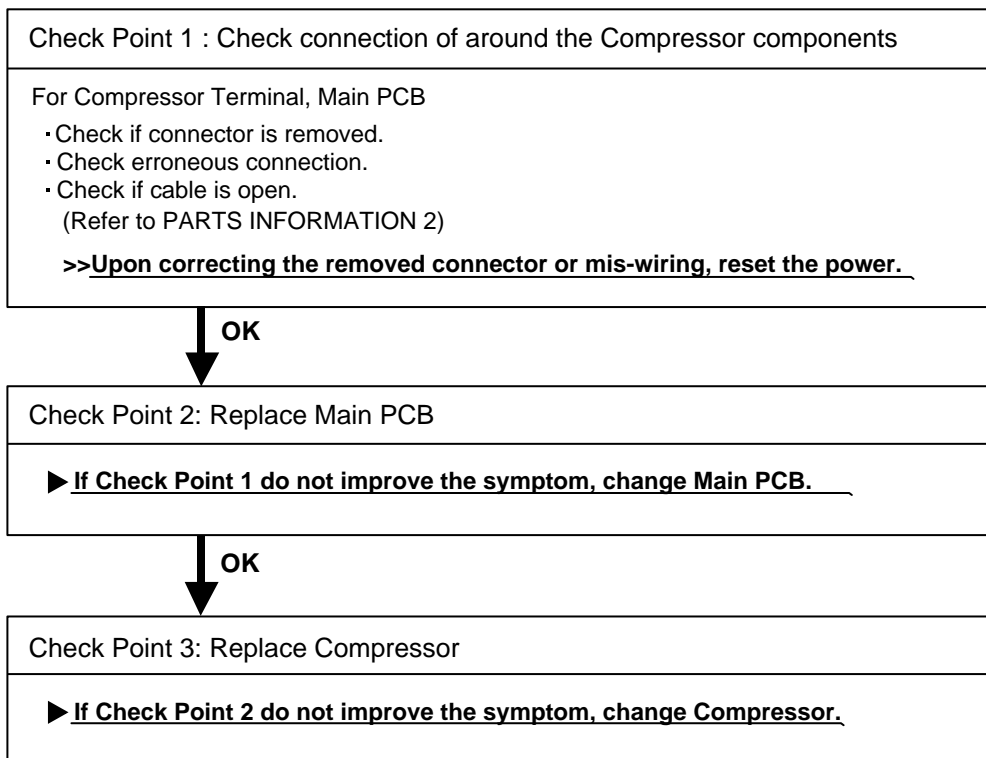 Check Point 1 : Check connection of around the Compressor components
For Compressor Terminal, Main PCB
・Check if connector is removed.
・Check erroneous connection.
・Check if cable is open.
(Refer to PARTS INFORMATION 2)
>>Upon correcting the removed connector or mis-wiring, reset the power.
OK
Check Point 2: Replace Main PCB
▶If Check Point 1 do not improve the symptom, change Main PCB.
OK
Check Point 3: Replace Compressor
▶If Check Point 2 do not improve the symptom, change Compressor.